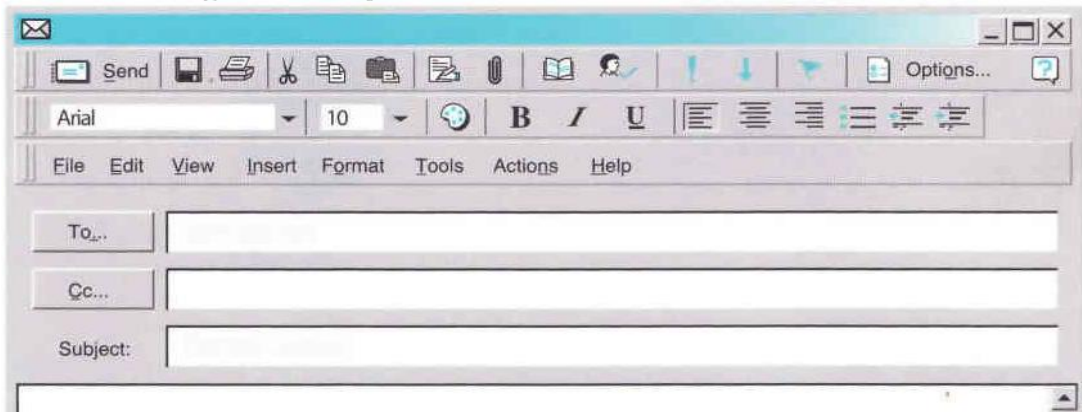 Send Options...
Arial 10 B I U
File Edit View Insert Format Tools Actions Help
To...
Cc...
Subject: